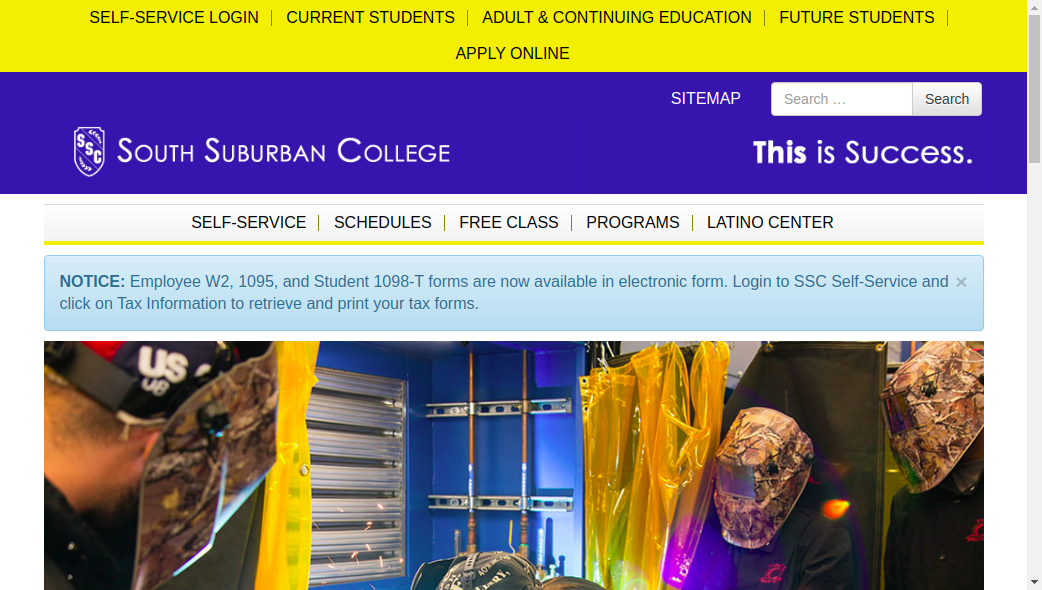 SELF-SERVICE LOGIN CURRENT STUDENTS ADULT & CONTINUING EDUCATION FUTURE STUDENTS
APPLY ONLINE
SITEMAP Search … Search
SSC SOUTH SUBURBAN COLLEGE This is Success.
SELF-SERVICE SCHEDULES FREE CLASS PROGRAMS LATINO CENTER
NOTICE: Employee W2, 1095, and Student 1098-T forms are now available in electronic form. Login to SSC Self-Service and ×
click on Tax Information to retrieve and print your tax forms.
US
US